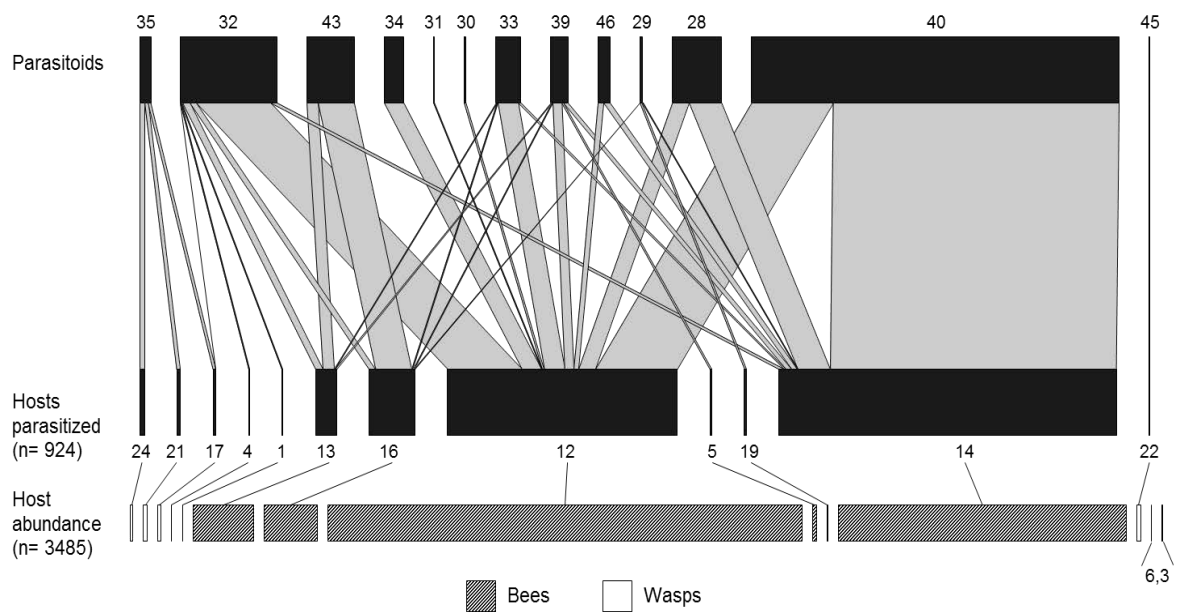 35 32 43 34 31 30 33 39 46 29 28 40 45
Parasitoids
Hosts
parasitized
(n= 924)
24 21 17 4 1 13 16 12 5 19 14 22
Host
abundance
(n= 3485)
6,3
Bees Wasps